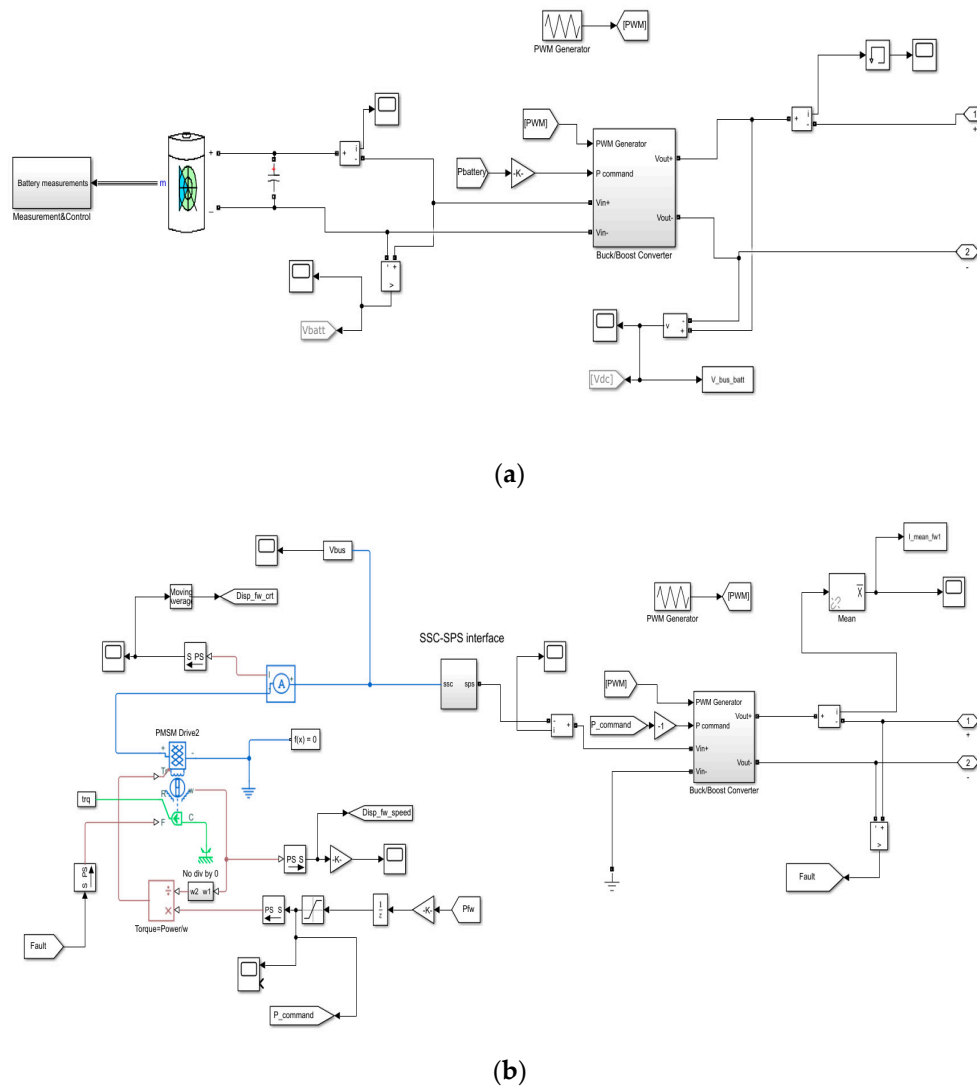 PWM Generator
[PWM]
[PWM]
Pbattery
-K-
PWM Generator
P command
Vin+
Vin-
Vout+
Vout-
Buck/Boost Converter
+
i
-
1
+
2
-
Battery measurements
m
Measurement&Control
+
_
+
i
-
Vbatt
v
-
+
[Vdc]
V_bus_batt
(a)
Vbus
Moving
Average
Disp_fw_crt
S PS
I
A
+
SSC-SPS interface
ssc
sps
PWM Generator
[PWM]
I_mean_fw1
X
Mean
[PWM]
P_command
-1
PWM Generator
P command
Vin+
Vin-
Vout+
Vout-
Buck/Boost Converter
-
i
+
+
i
-
1
+
2
-
Fault
PMSM Drive2
+
-
f(x) = 0
Tr
R
w
trq
F
C
No div by 0
w2 w1
Torque=Power/w
÷
×
S PS
Fault
PS S
Disp_fw_speed
-K-
PS S
1
z
-K-
Pfw
P_command
(b)